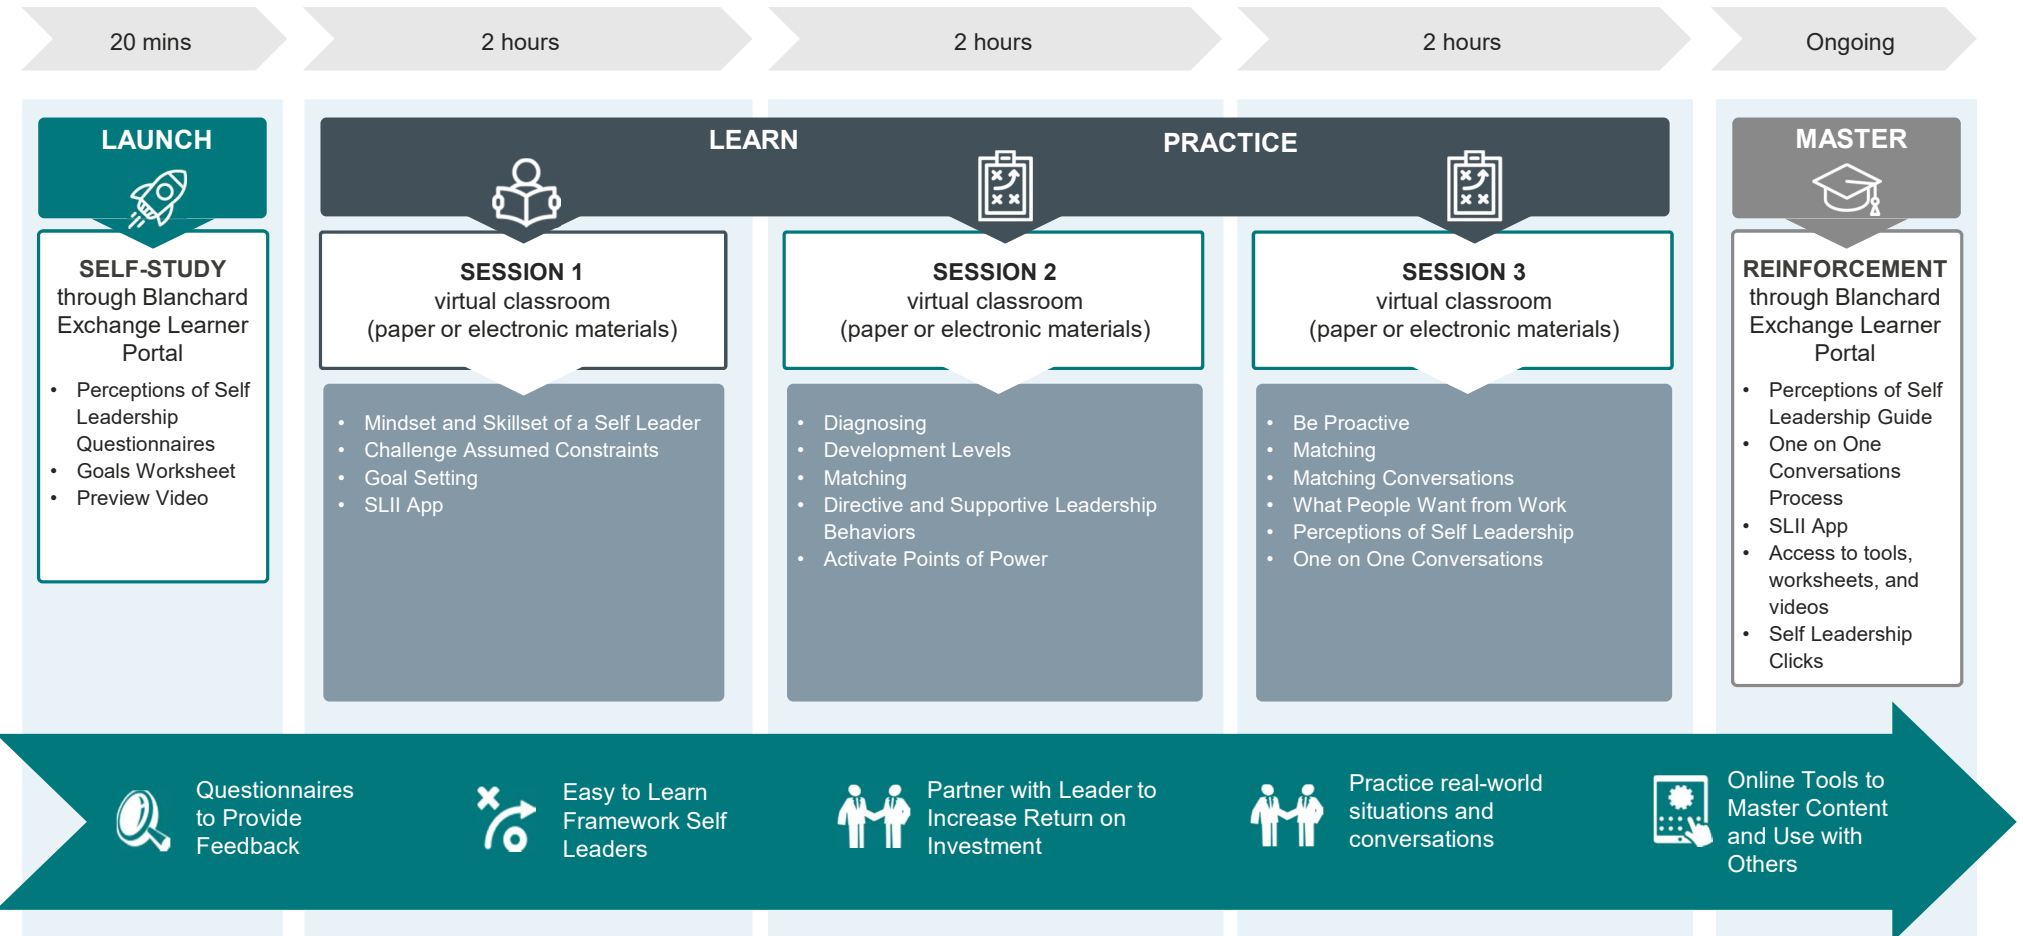 20 mins
2 hours
2 hours
2 hours
Ongoing
LAUNCH
LEARN
PRACTICE
MASTER
SELF-STUDY
through Blanchard
Exchange Learner
Portal
• Perceptions of Self
Leadership
Questionnaires
• Goals Worksheet
• Preview Video
SESSION 1
virtual classroom
(paper or electronic materials)
• Mindset and Skillset of a Self Leader
• Challenge Assumed Constraints
• Goal Setting
• SLII App
SESSION 2
virtual classroom
(paper or electronic materials)
• Diagnosing
• Development Levels
• Matching
• Directive and Supportive Leadership
Behaviors
• Activate Points of Power
SESSION 3
virtual classroom
(paper or electronic materials)
• Be Proactive
• Matching
• Matching Conversations
• What People Want from Work
• Perceptions of Self Leadership
• One on One Conversations
REINFORCEMENT
through Blanchard
Exchange Learner
Portal
• Perceptions of Self
Leadership Guide
• One on One
Conversations
Process
• SLII App
• Access to tools,
worksheets, and
videos
• Self Leadership
Clicks
Questionnaires
to Provide
Feedback
Easy to Learn
Framework Self
Leaders
Partner with Leader to
Increase Return on
Investment
Practice real-world
situations and
conversations
Online Tools to
Master Content
and Use with
Others